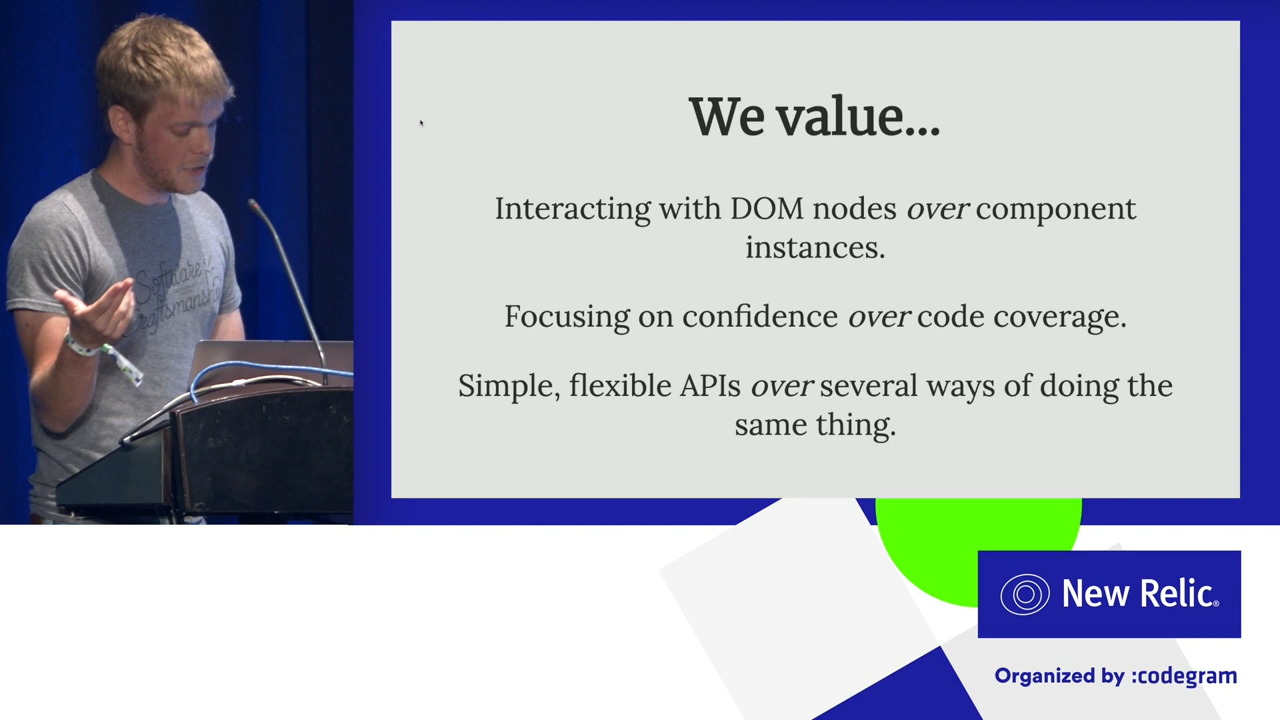 We value...
Interacting with DOM nodes over component
instances.
Focusing on confidence over code coverage.
Simple, flexible APIs over several ways of doing the
same thing.
Software
New Relic®
Organized by :codegram